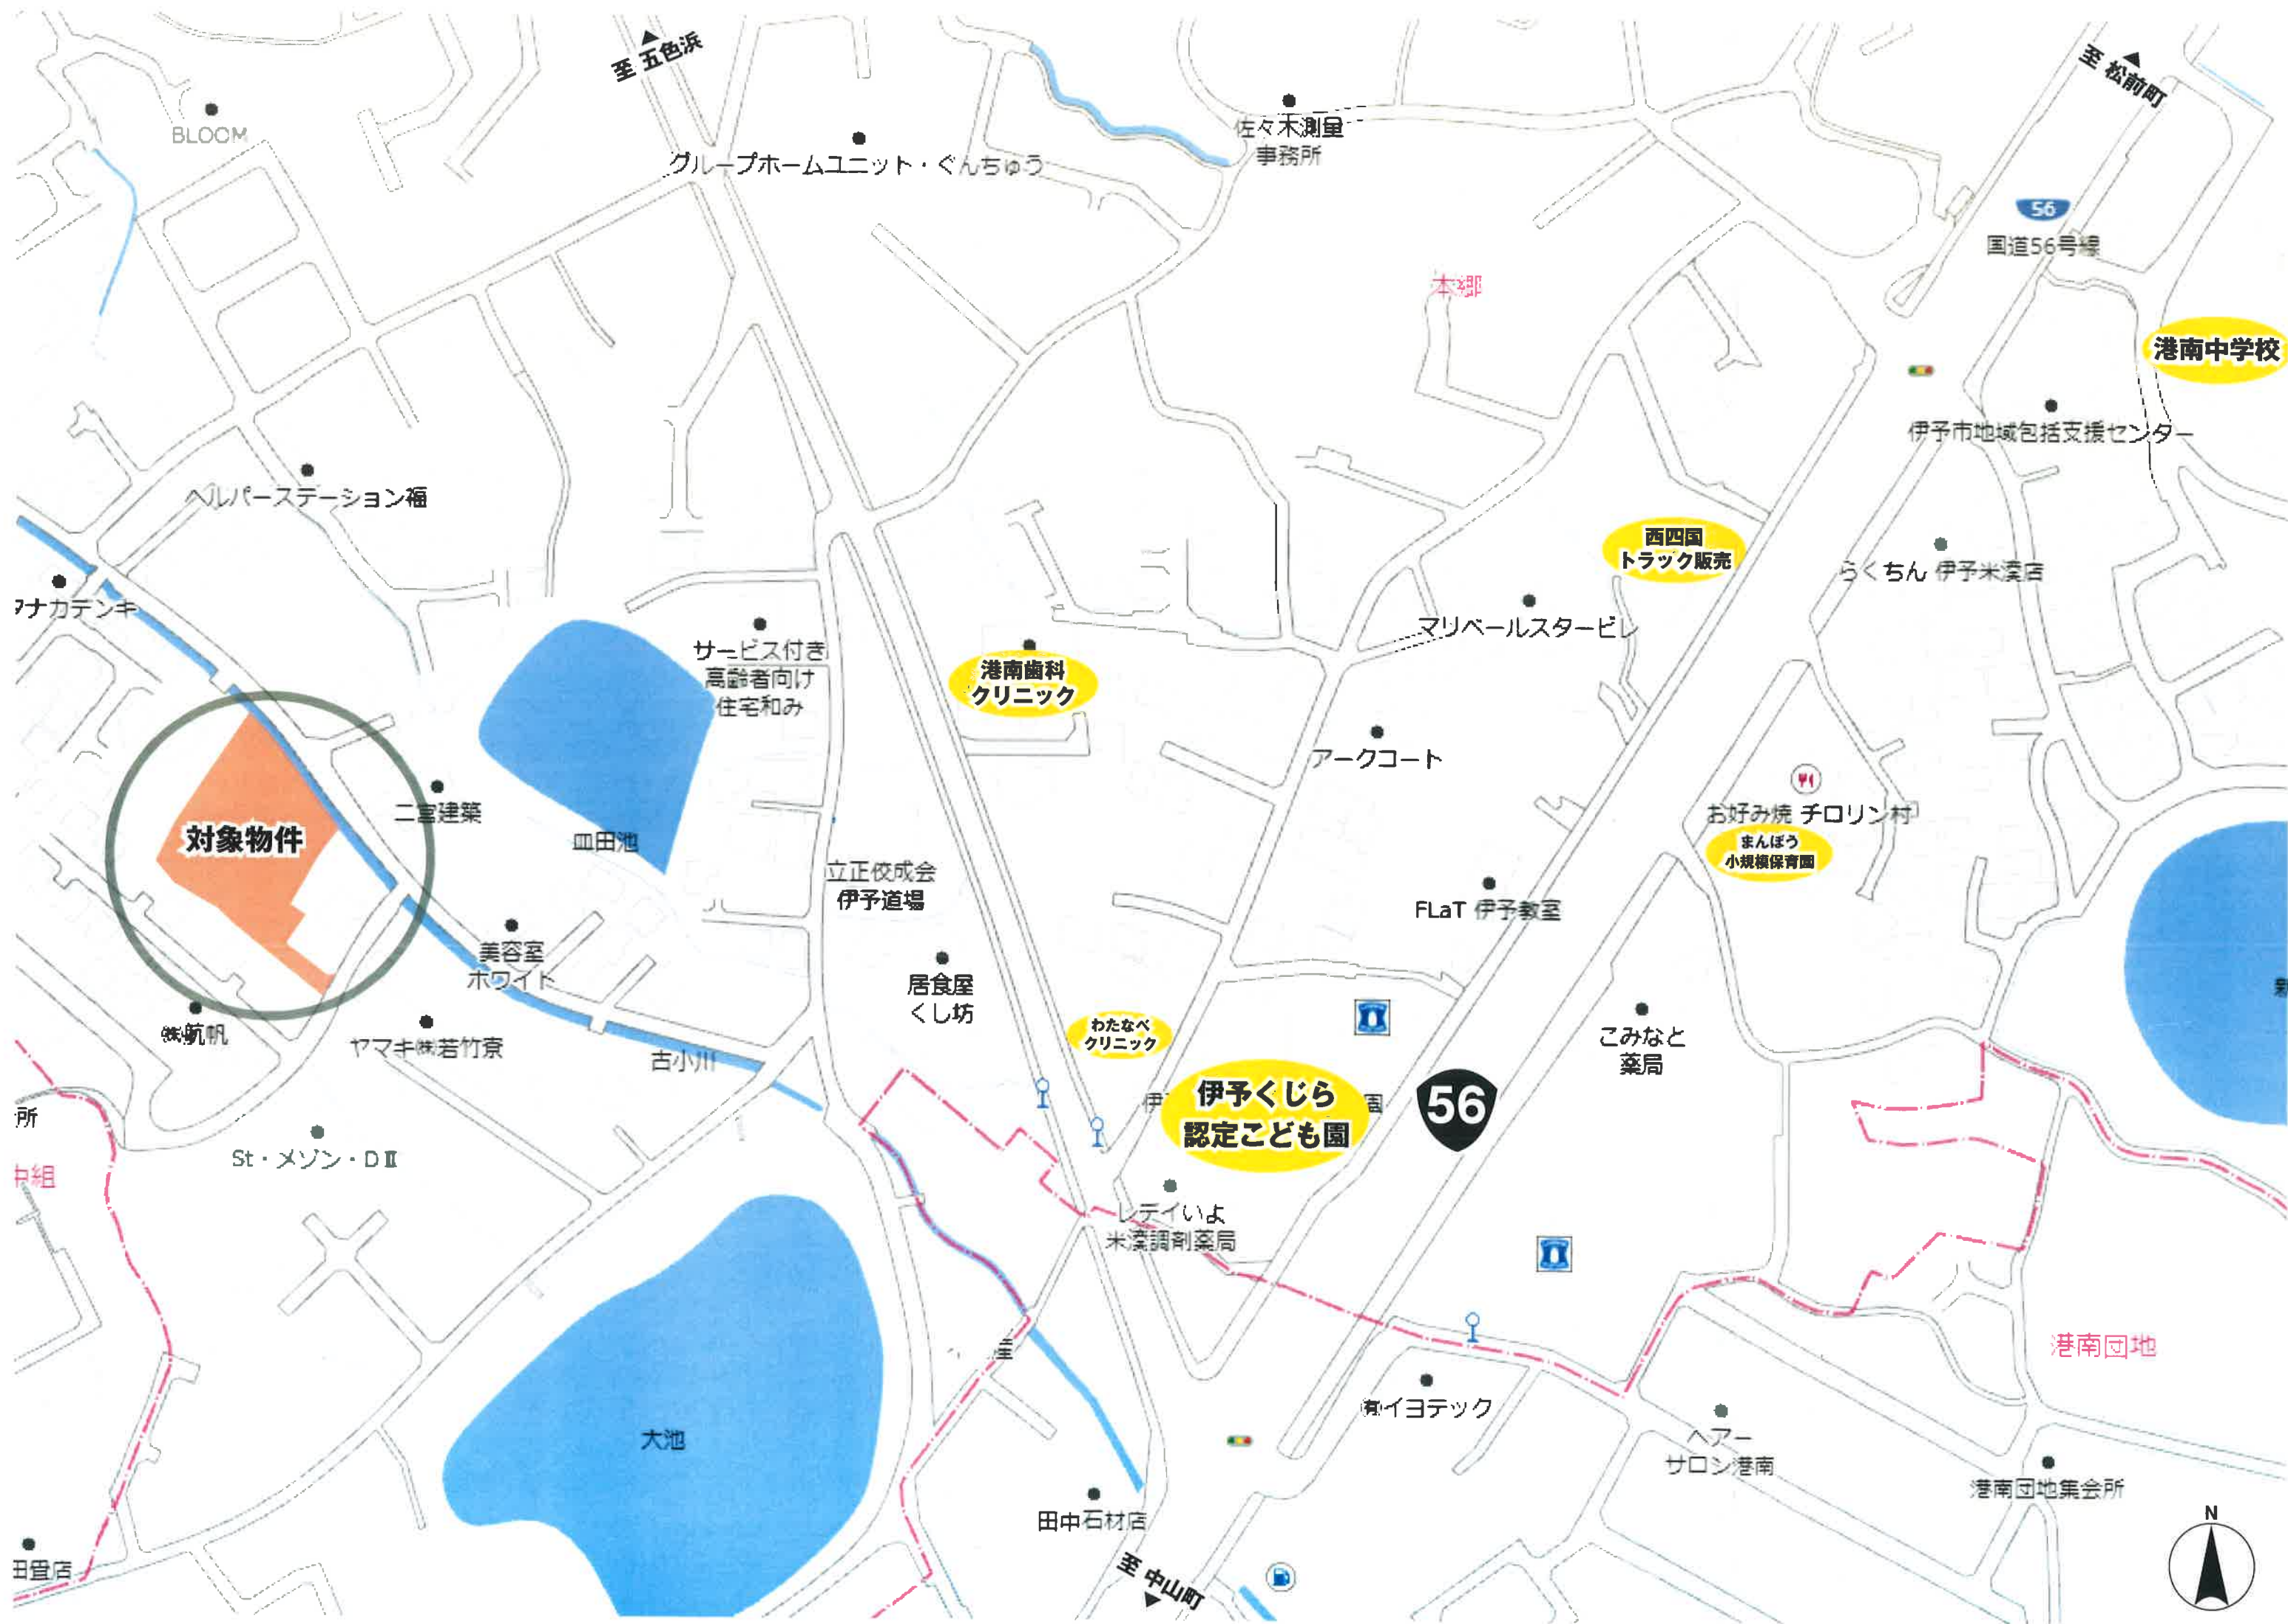 至 五色浜
至 松前町
BLOOM
グループホームユニット・ぐんちゅう
佐々木測量
事務所
56
国道56号線
本郷
港南中学校
伊予市地域包括支援センター
ヘルパーステーション福
西四国
トラック販売
らくちん 伊予米湊店
タナカデンキ
マリベールスタービレ
サービス付き
高齢者向け
住宅和み
港南歯科
クリニック
アークコート
二宮建築
お好み焼 チロリン村
まんぼう
小規模保育園
対象物件
皿田池
立正佼成会
伊予道場
FLaT 伊予教室
美容室
ホワイト
居食屋
くし坊
㈱航帆
ヤマキ㈱若竹寮
古小川
わたなべ
クリニック
こみなと
薬局
伊予くじら
認定こども園
園
56
所
St・メゾン・DⅡ
中組
レデイいよ
米湊調剤薬局
産
港南団地
㈲イヨテック
大池
ヘアー
サロン港南
港南団地集会所
田中石材店
田畳店
至 中山町
N